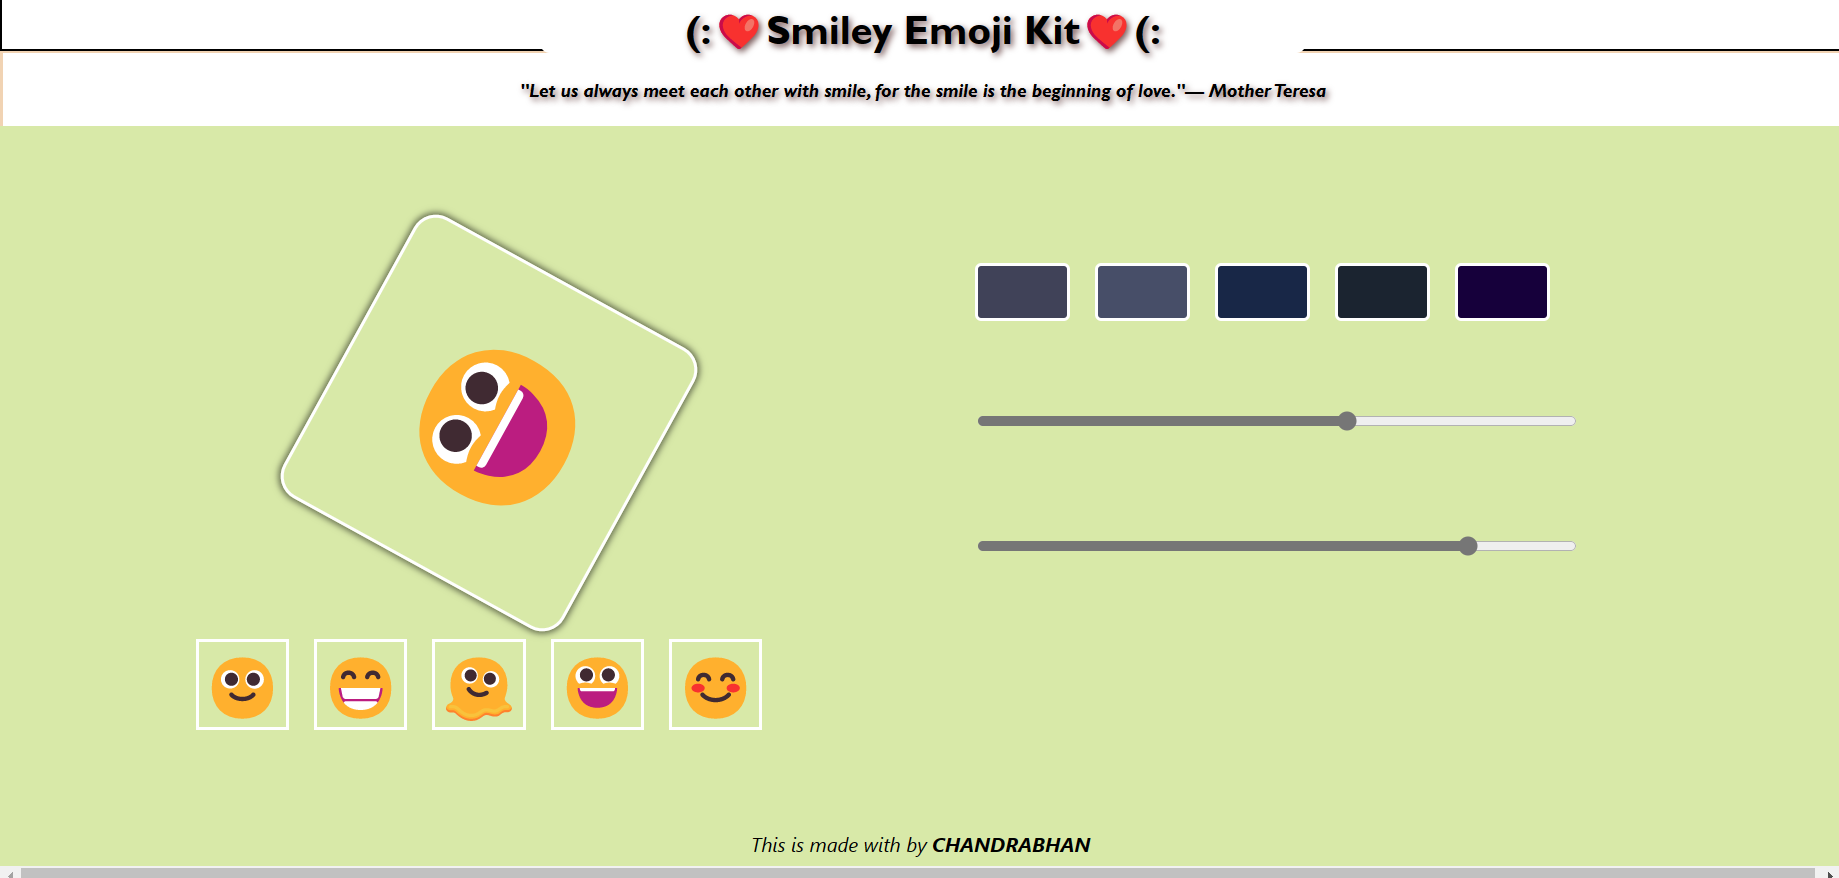 (:❤️Smiley Emoji Kit❤️(:
"Let us always meet each other with smile, for the smile is the beginning of love."— Mother Teresa
This is made with by CHANDRABHAN